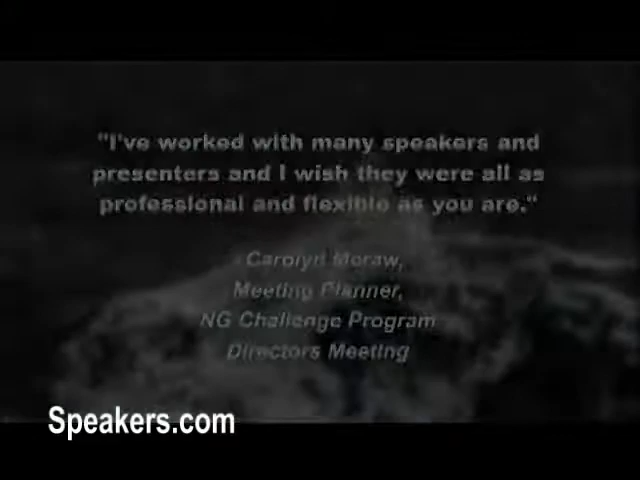 "I've worked with many speakers and
presenters and I wish they were all as
professional and flexible as you are."
- Carolyn Moraw,
Meeting Planner,
NG Challenge Program
Directors Meeting
Speakers.com